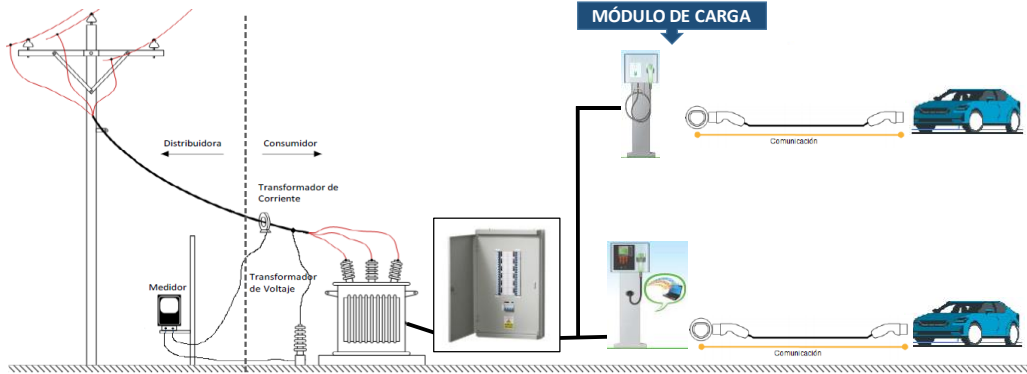 MÓDULO DE CARGA
Distribuidora
Consumidor
Transformador de
Corriente
Transformador
de Voltaje
Medidor
Comunicación
Comunicación